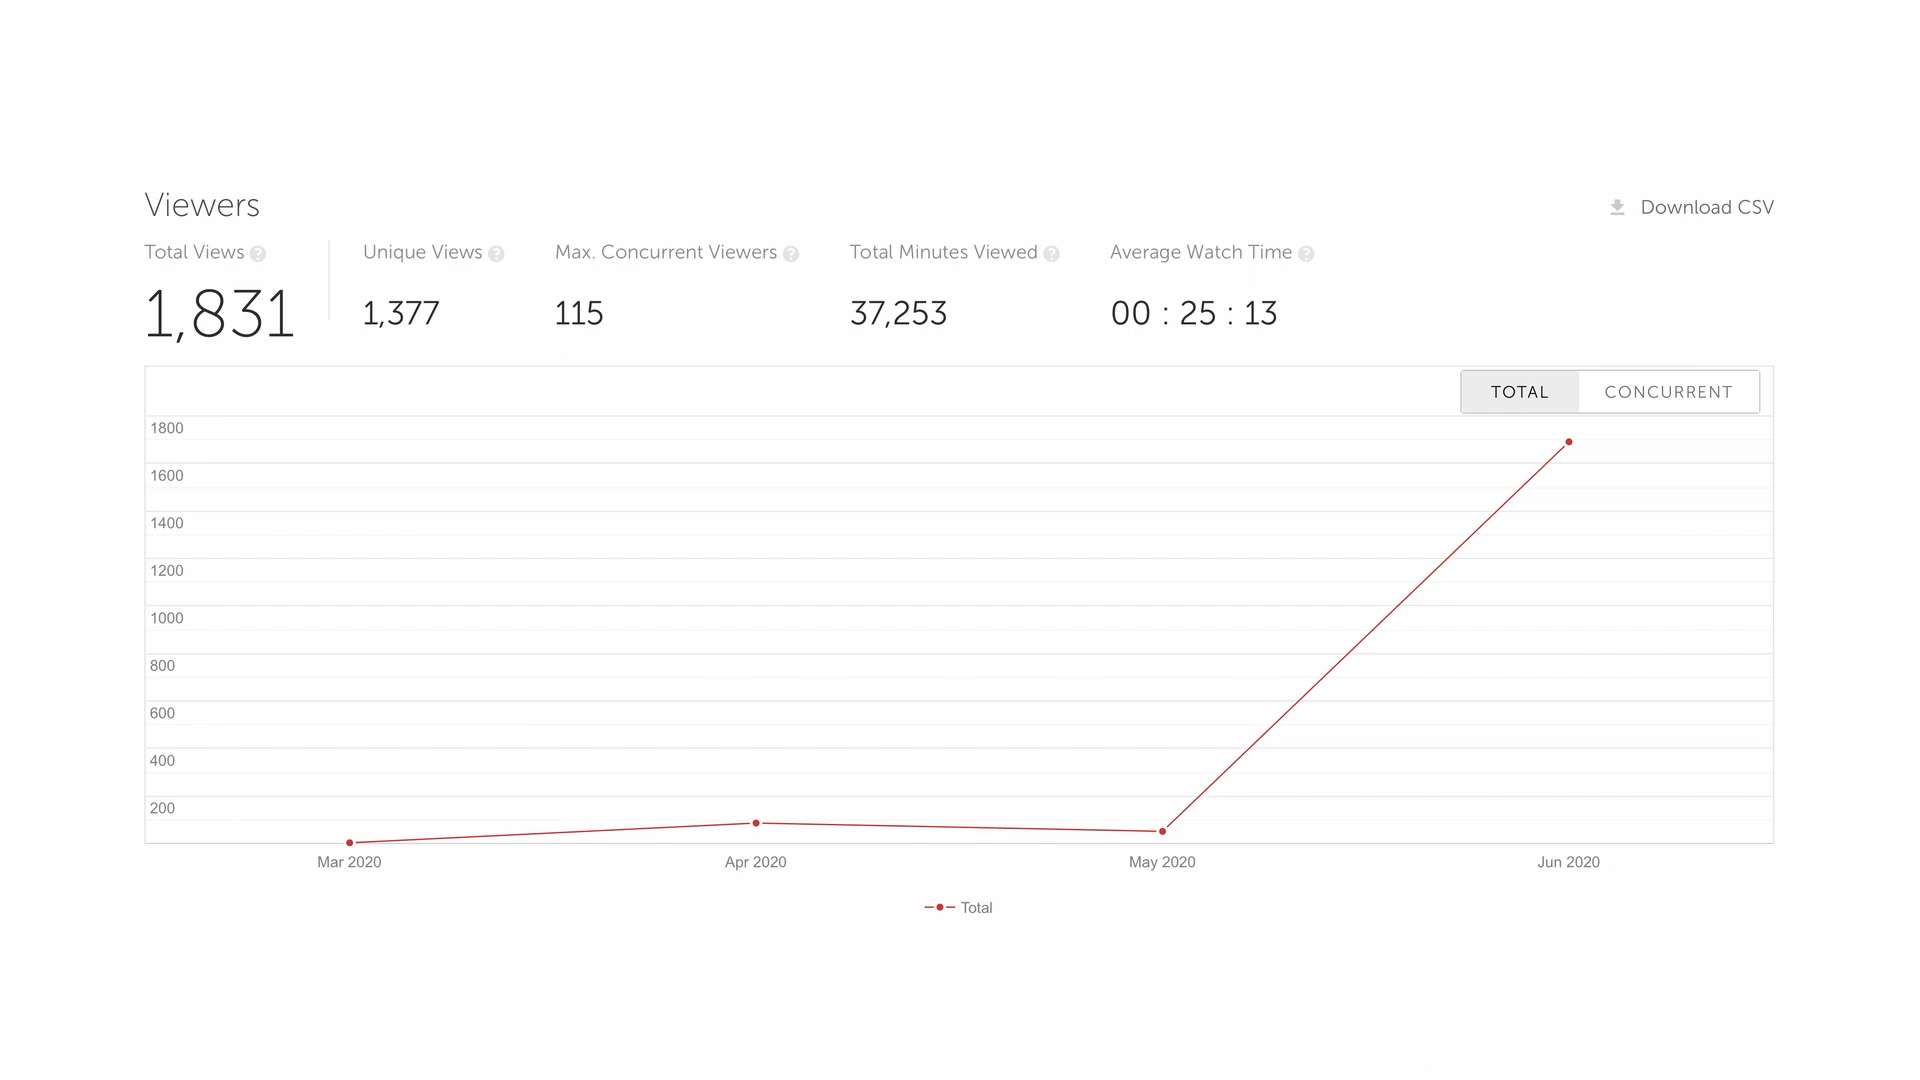 Viewers
Download CSV
Total Views ?
Unique Views ?
Max. Concurrent Viewers ?
Total Minutes Viewed ?
Average Watch Time ?
1,831
1,377
115
37,253
00 : 25 : 13
TOTAL
CONCURRENT
1800
1600
1400
1200
1000
800
600
400
200
Mar 2020
Apr 2020
May 2020
Jun 2020
Total